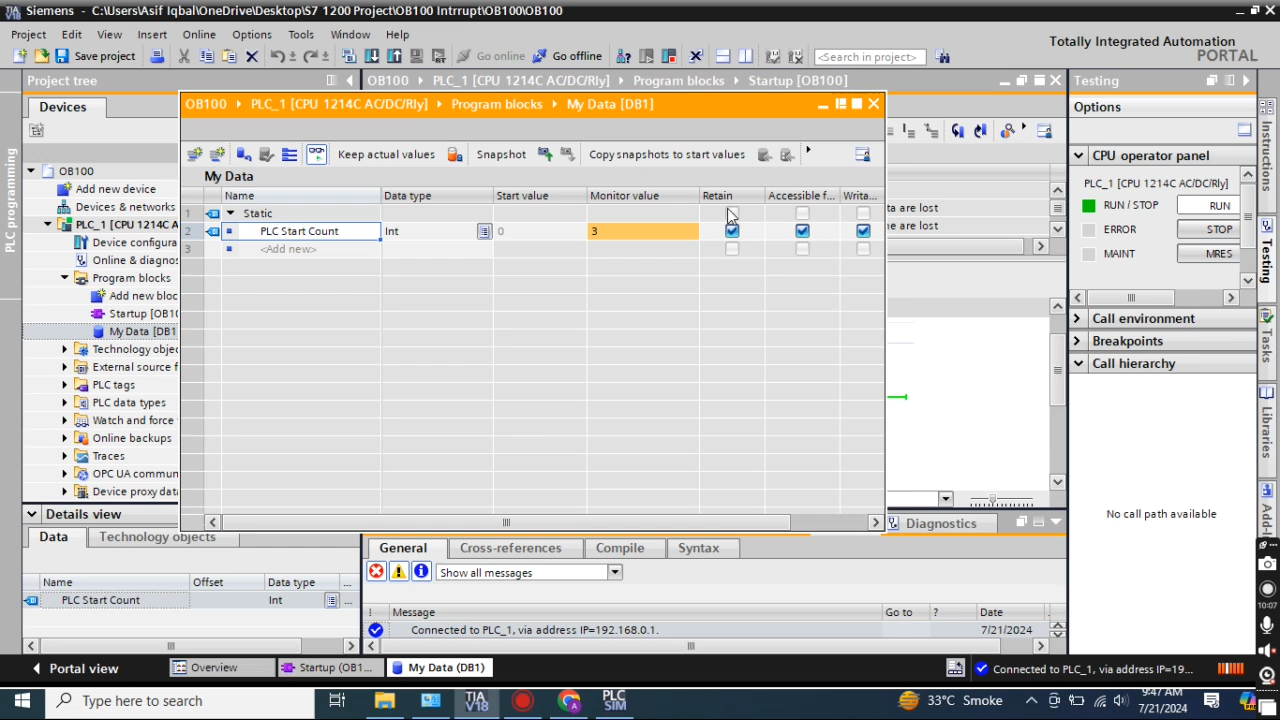 TIA V18 Siemens - C:\Users\Asif Iqbal\OneDrive\Desktop\S7 1200 Project\OB100 Intrrupt\OB100\OB100
Project Edit View Insert Online Options Tools Window Help
Totally Integrated Automation
PORTAL
Save project Go online Go offline <Search in project>
Project tree
OB100 PLC_1 [CPU 1214C AC/DC/Rly] Program blocks Startup [OB100]
Testing
Devices
OB100 PLC_1 [CPU 1214C AC/DC/Rly] Program blocks My Data [DB1]
Options
Keep actual values Snapshot Copy snapshots to start values
CPU operator panel
My Data
PLC_1 [CPU 1214C AC/DC/Rly]
RUN / STOP RUN
ERROR STOP
MAINT MRES
Name Data type Start value Monitor value Retain Accessible f... Writa...
1 Static
2 PLC Start Count Int 0 3
3 <Add new>
ta are lost
e are lost
OB100
Add new device
Devices & networks
PLC_1 [CPU 1214C AC
Device configura
Online & diagnos
Program blocks
Add new bloc
Startup [OB10
My Data [DB1
Technology objec
External source f
PLC tags
PLC data types
Watch and force
Online backups
Traces
OPC UA commun
Device proxy data
Call environment
Breakpoints
Call hierarchy
No call path available
PLC programming
Instructions
Testing
Tasks
Libraries
Add-i
Details view
Data Technology objects
Name Offset Data type ...
PLC Start Count Int ...
Diagnostics
General Cross-references Compile Syntax
Show all messages
! Message Go to ? Date
Connected to PLC_1, via address IP=192.168.0.1. 7/21/2024
Portal view Overview Startup (OB1... My Data (DB1) Connected to PLC_1, via address IP=19...
10:07
Type here to search
TIA V18
PLC SIM
33°C Smoke
9:47 AM
7/21/2024